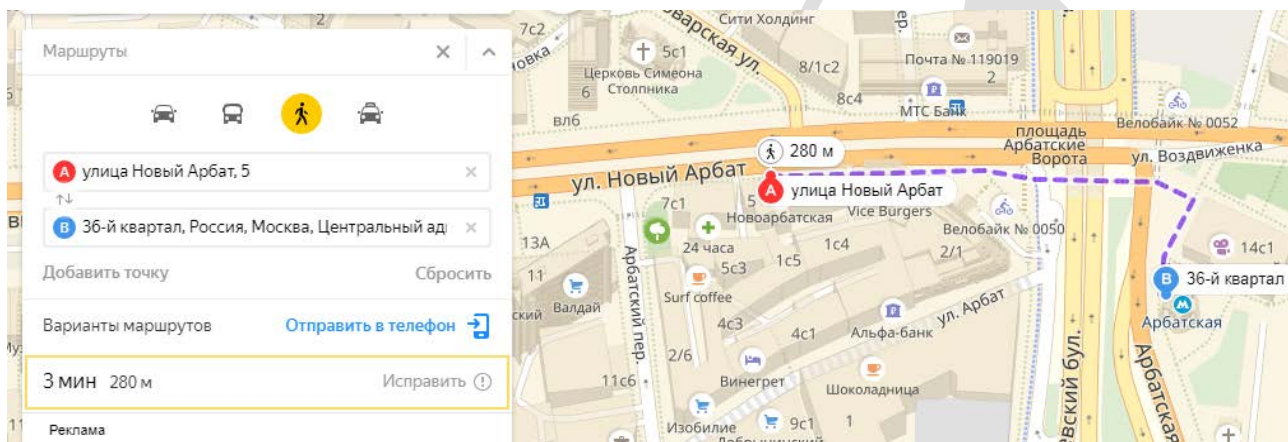 Маршруты
A улица Новый Арбат, 5
B 36-й квартал, Россия, Москва, Центральный ад
Добавить точку Сбросить
Варианты маршрутов Отправить в телефон
3 мин 280 м Исправить
Реклама
2
7с2
Сити Холдинг
5с1
Церковь Симеона
Столпника
6
8/1с2
Почта № 119019
2
8с4
МТС Банк
вл6
Велобайк № 0052
площадь
Арбатские
Ворота
ул. Воздвиженка
280 м
ул. Новый Арбат
A улица Новый Арбат
7с1
5
Новоарбатская
Vice Burgers
Велобайк № 0050
13А
24 часа
1с4
2/1
14с1
11
5с3
1с5
B 36-й квартал
Валдай
Surf coffee
ул. Арбат
Арбатская
Арбатский пер.
4с3
4с1
Альфа-банк
2/6
11с6
Винегрет
Шоколадница
Изобилие
9с1
1
вский бул.
Арбатская